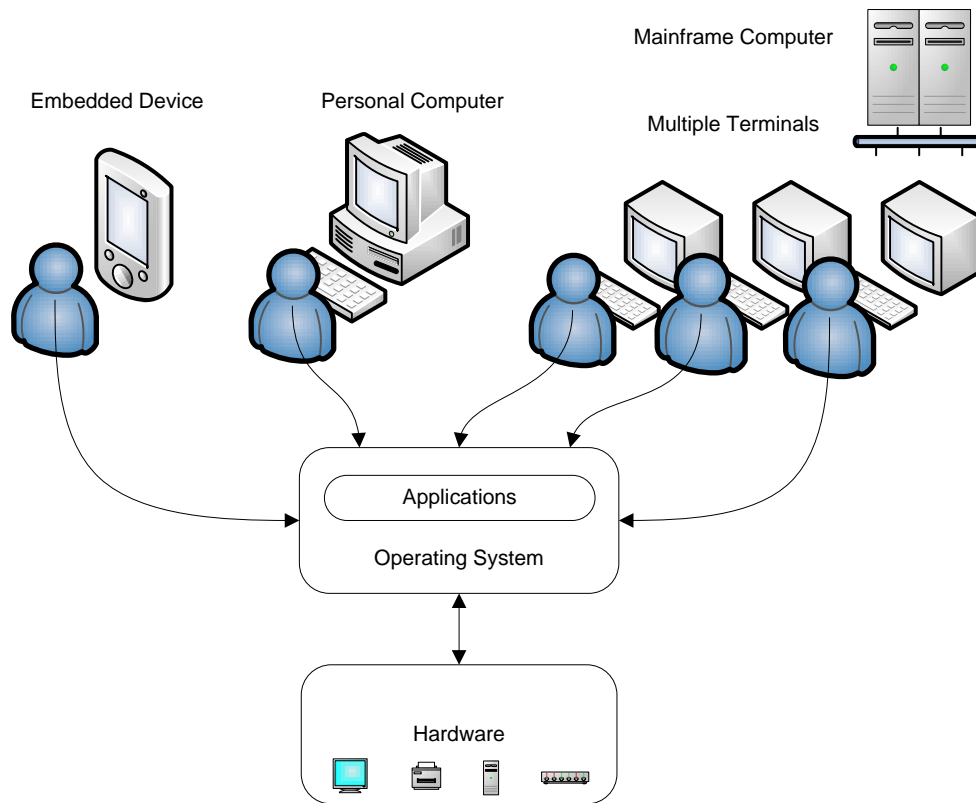 Mainframe Computer
Embedded Device
Personal Computer
Multiple Terminals
Applications
Operating System
Hardware